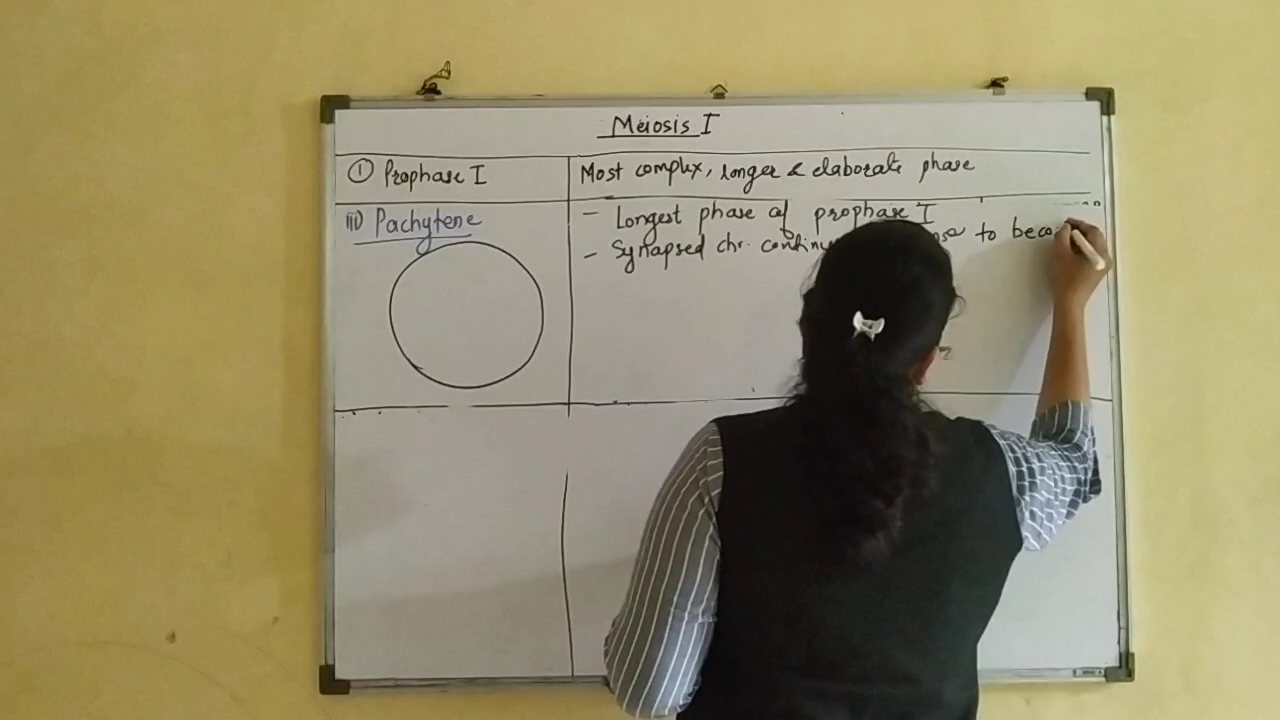 Meiosis I
① Prophase I
Most complex, longer & elaborate phase
iii) Pachytene
- Longest phase of prophase I
- Synapsed chr. to